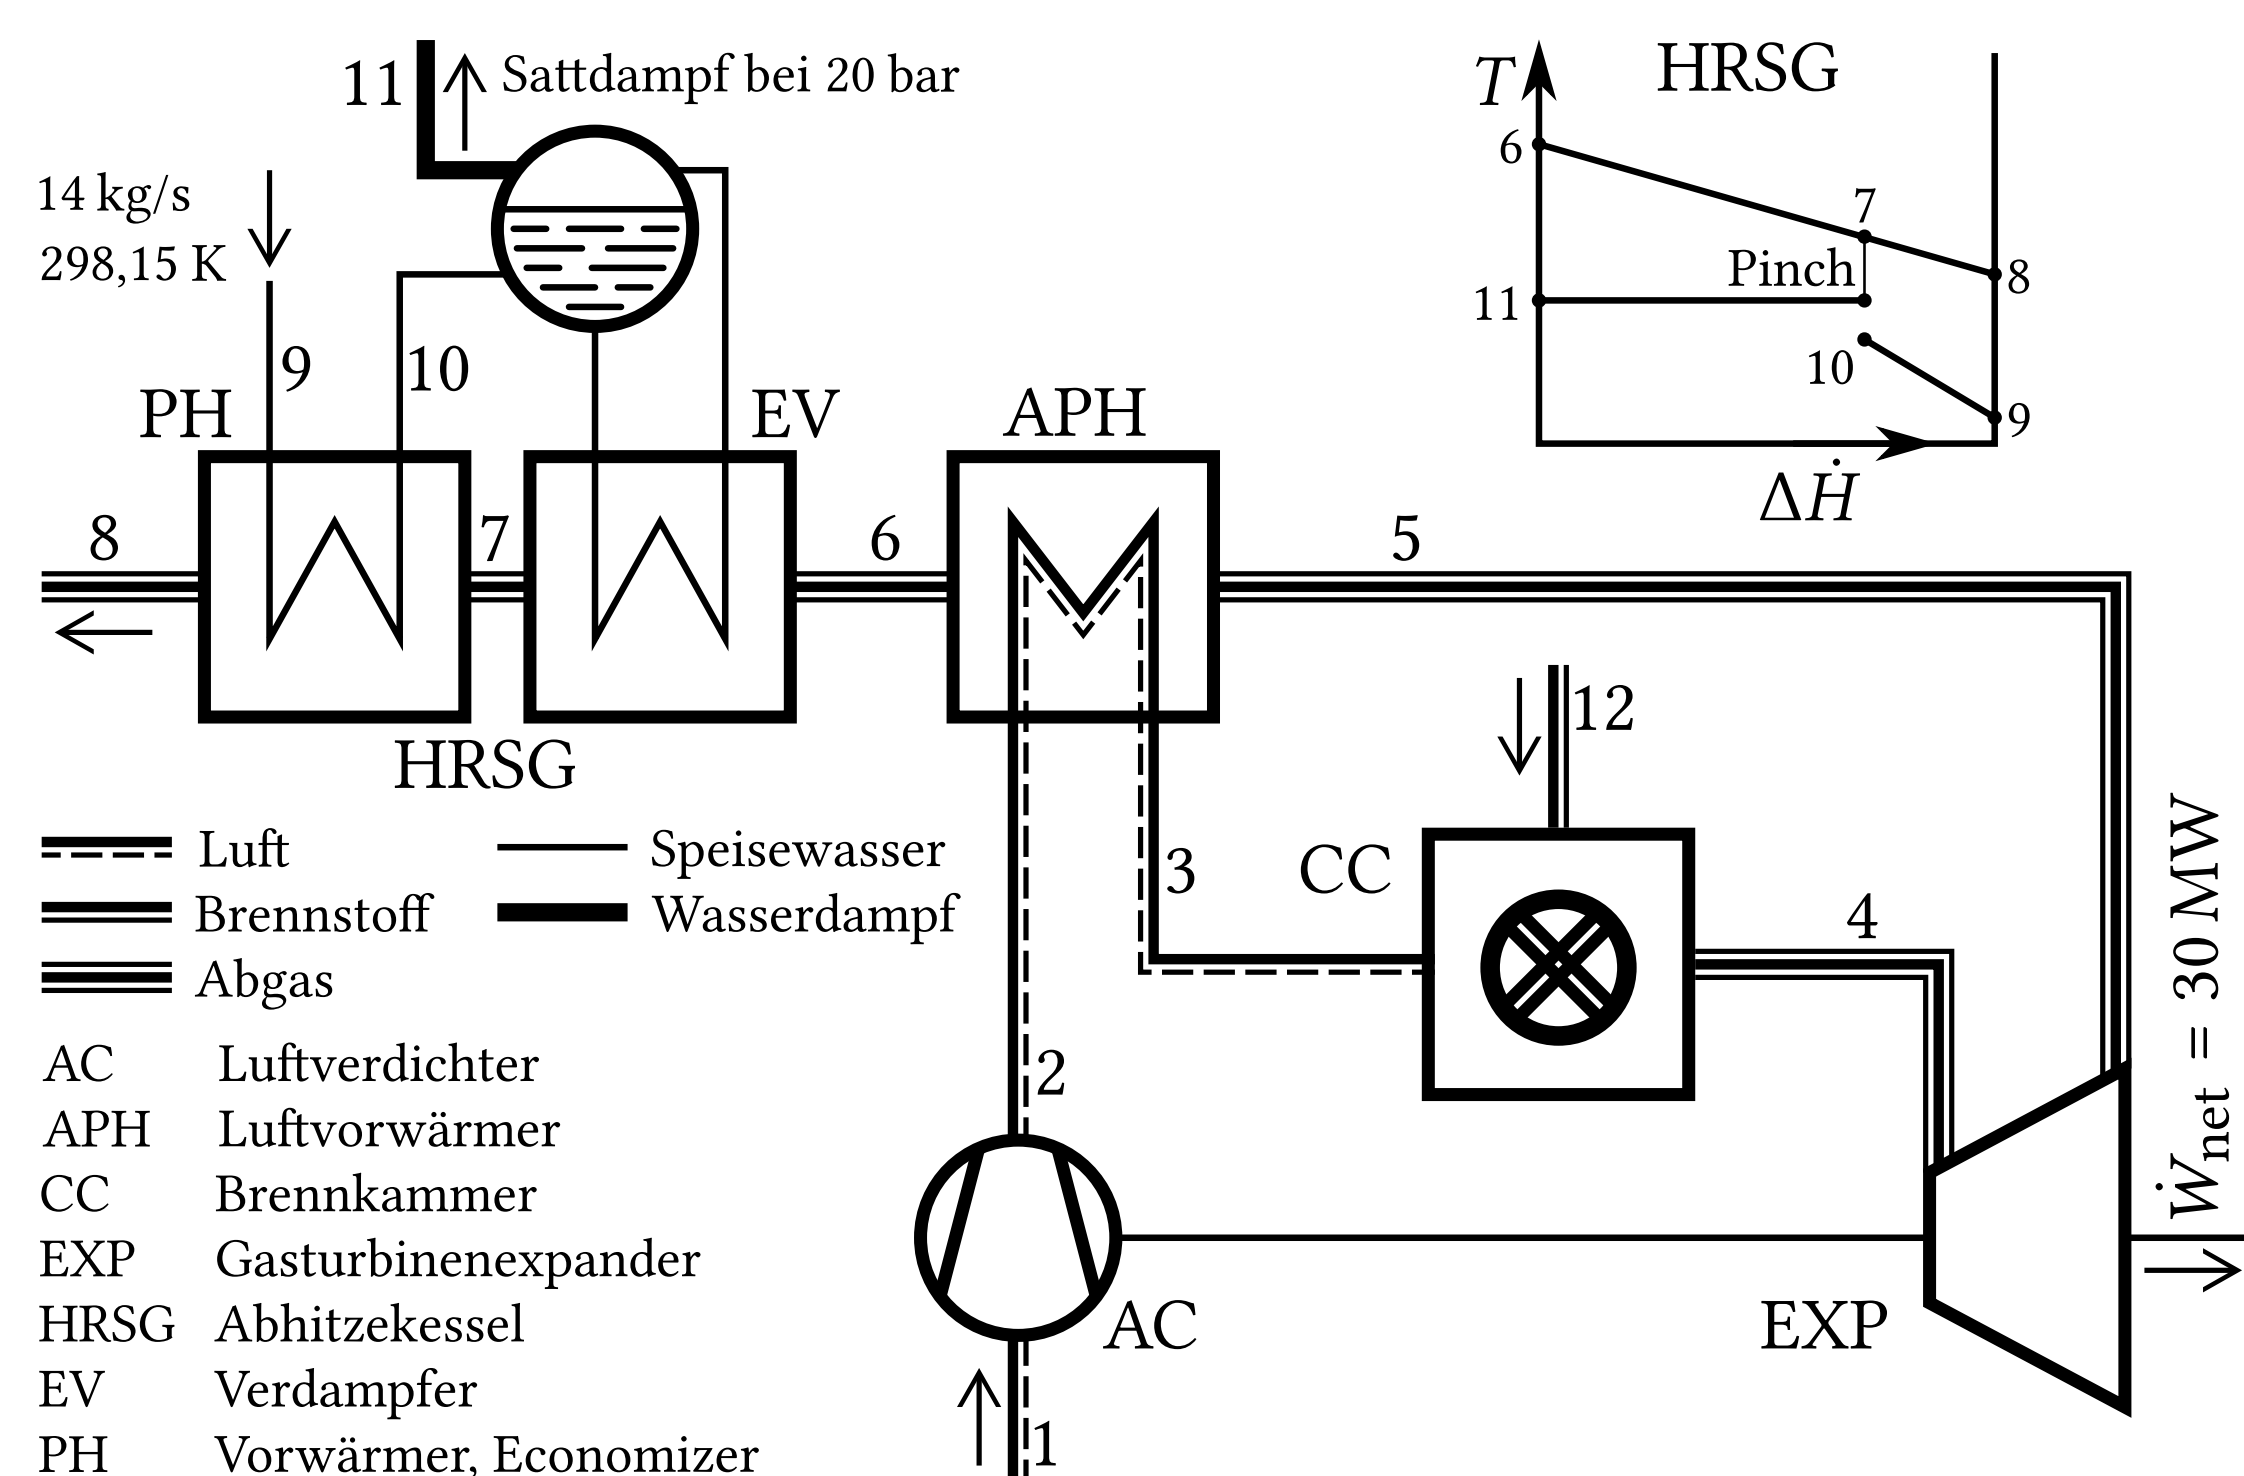 11
Sattdampf bei 20 bar
14 kg/s
298,15 K
9
10
PH
EV
APH
8
7
6
5
HRSG
T
HRSG
6
7
Pinch
8
11
10
9
ΔḢ
12
3
CC
4
2
Ẇnet = 30 MW
Luft
Speisewasser
Brennstoff
Wasserdampf
Abgas
AC Luftverdichter
APH Luftvorwärmer
CC Brennkammer
EXP Gasturbinenexpander
HRSG Abhitzekessel
EV Verdampfer
PH Vorwärmer, Economizer
AC
EXP
1